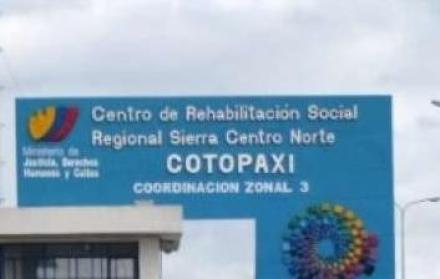 Centro de Rehabilitación Social
Regional Sierra Centro Norte
COTOPAXI
COORDINACION ZONAL 3
Ministerio de
Justicia, Derechos
Humanos y Cultos